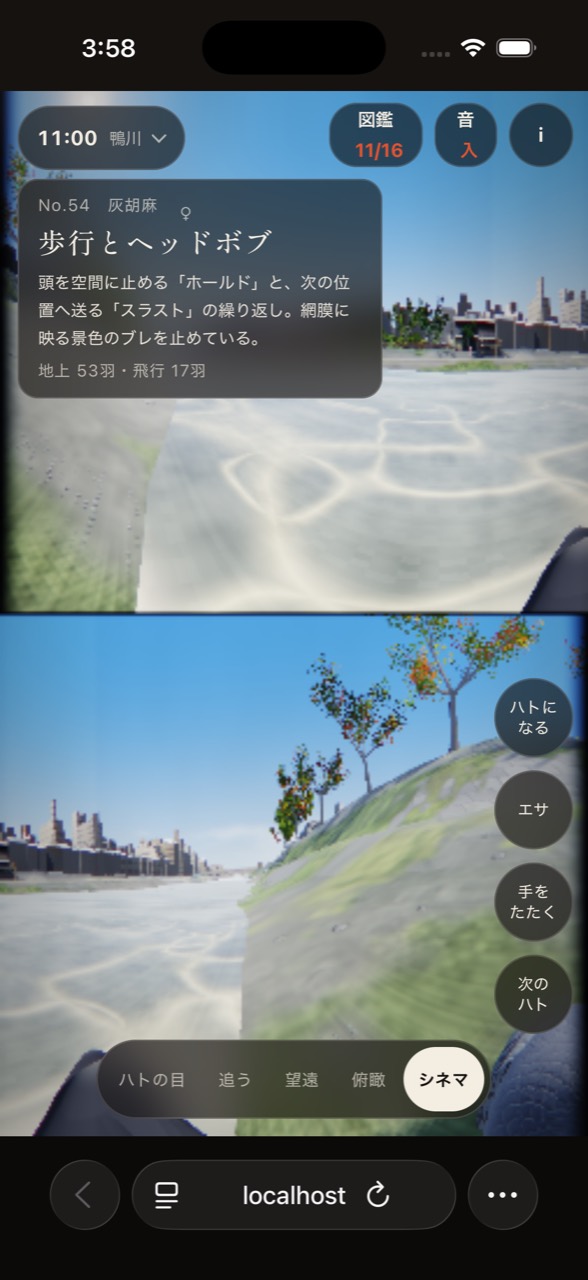 3:58
11:00 鴨川
図鑑
11/16
音
入
i
No.54 灰胡麻 ♀
歩行とヘッドボブ
頭を空間に止める「ホールド」と、次の位
置へ送る「スラスト」の繰り返し。網膜に
映る景色のブレを止めている。
地上 53羽・飛行 17羽
ハトに
なる
エサ
手を
たたく
次の
ハト
ハトの目 追う 望遠 俯瞰 シネマ
localhost